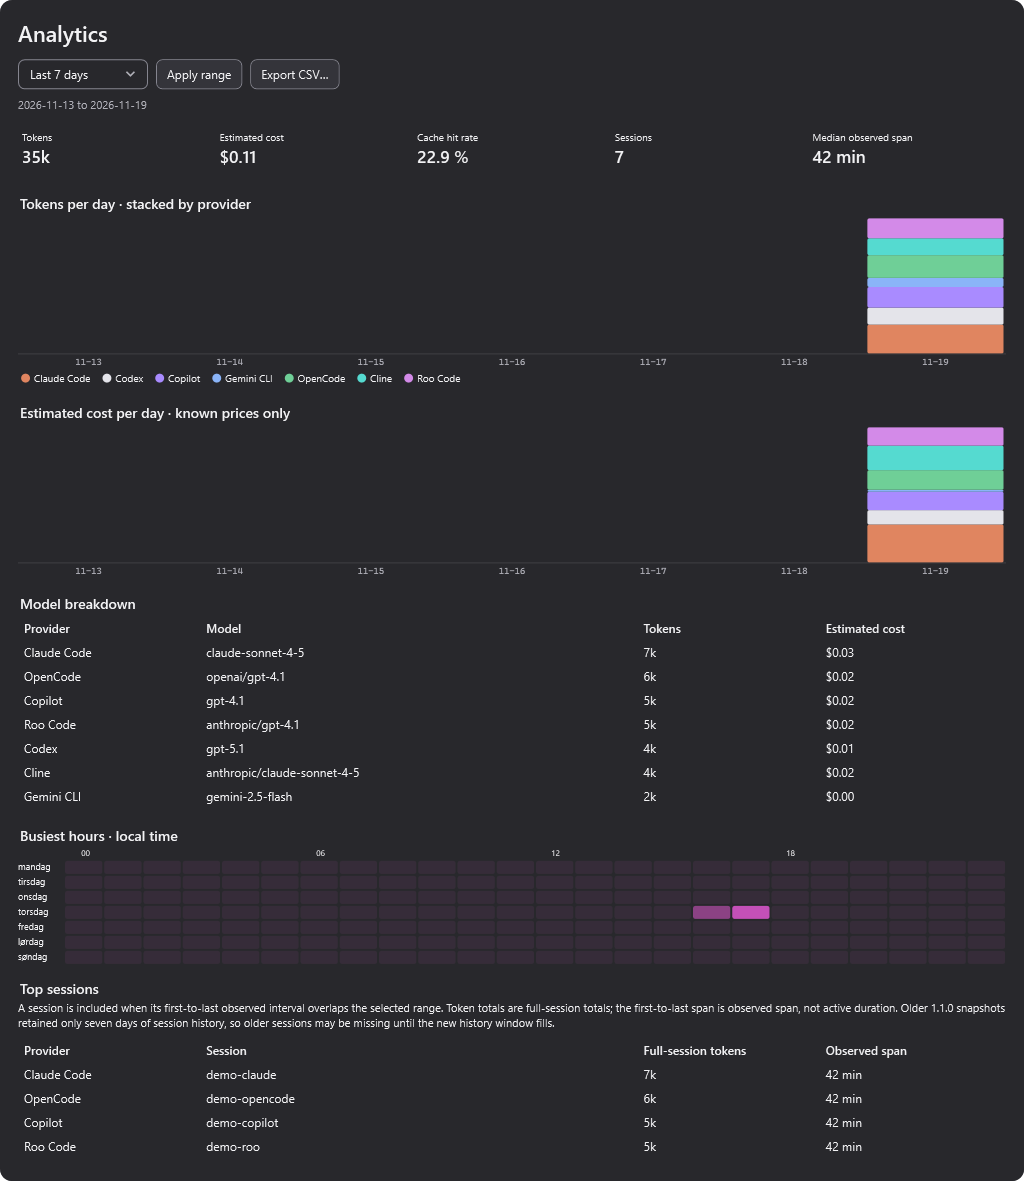 Analytics
Last 7 days
Apply range
Export CSV...
2026-11-13 to 2026-11-19
Tokens Estimated cost Cache hit rate Sessions Median observed span
35k $0.11 22.9 % 7 42 min
Tokens per day · stacked by provider
11-13 11-14 11-15 11-16 11-17 11-18 11-19
Claude Code Codex Copilot Gemini CLI OpenCode Cline Roo Code
Estimated cost per day · known prices only
11-13 11-14 11-15 11-16 11-17 11-18 11-19
Model breakdown
Provider Model Tokens Estimated cost
Claude Code claude-sonnet-4-5 7k $0.03
OpenCode openai/gpt-4.1 6k $0.02
Copilot gpt-4.1 5k $0.02
Roo Code anthropic/gpt-4.1 5k $0.02
Codex gpt-5.1 4k $0.01
Cline anthropic/claude-sonnet-4-5 4k $0.02
Gemini CLI gemini-2.5-flash 2k $0.00
Busiest hours · local time
00 06 12 18
mandag
tirsdag
onsdag
torsdag
fredag
lørdag
søndag
Top sessions
A session is included when its first-to-last observed interval overlaps the selected range. Token totals are full-session totals; the first-to-last span is observed span, not active duration. Older 1.1.0 snapshots
retained only seven days of session history, so older sessions may be missing until the new history window fills.
Provider Session Full-session tokens Observed span
Claude Code demo-claude 7k 42 min
OpenCode demo-opencode 6k 42 min
Copilot demo-copilot 5k 42 min
Roo Code demo-roo 5k 42 min